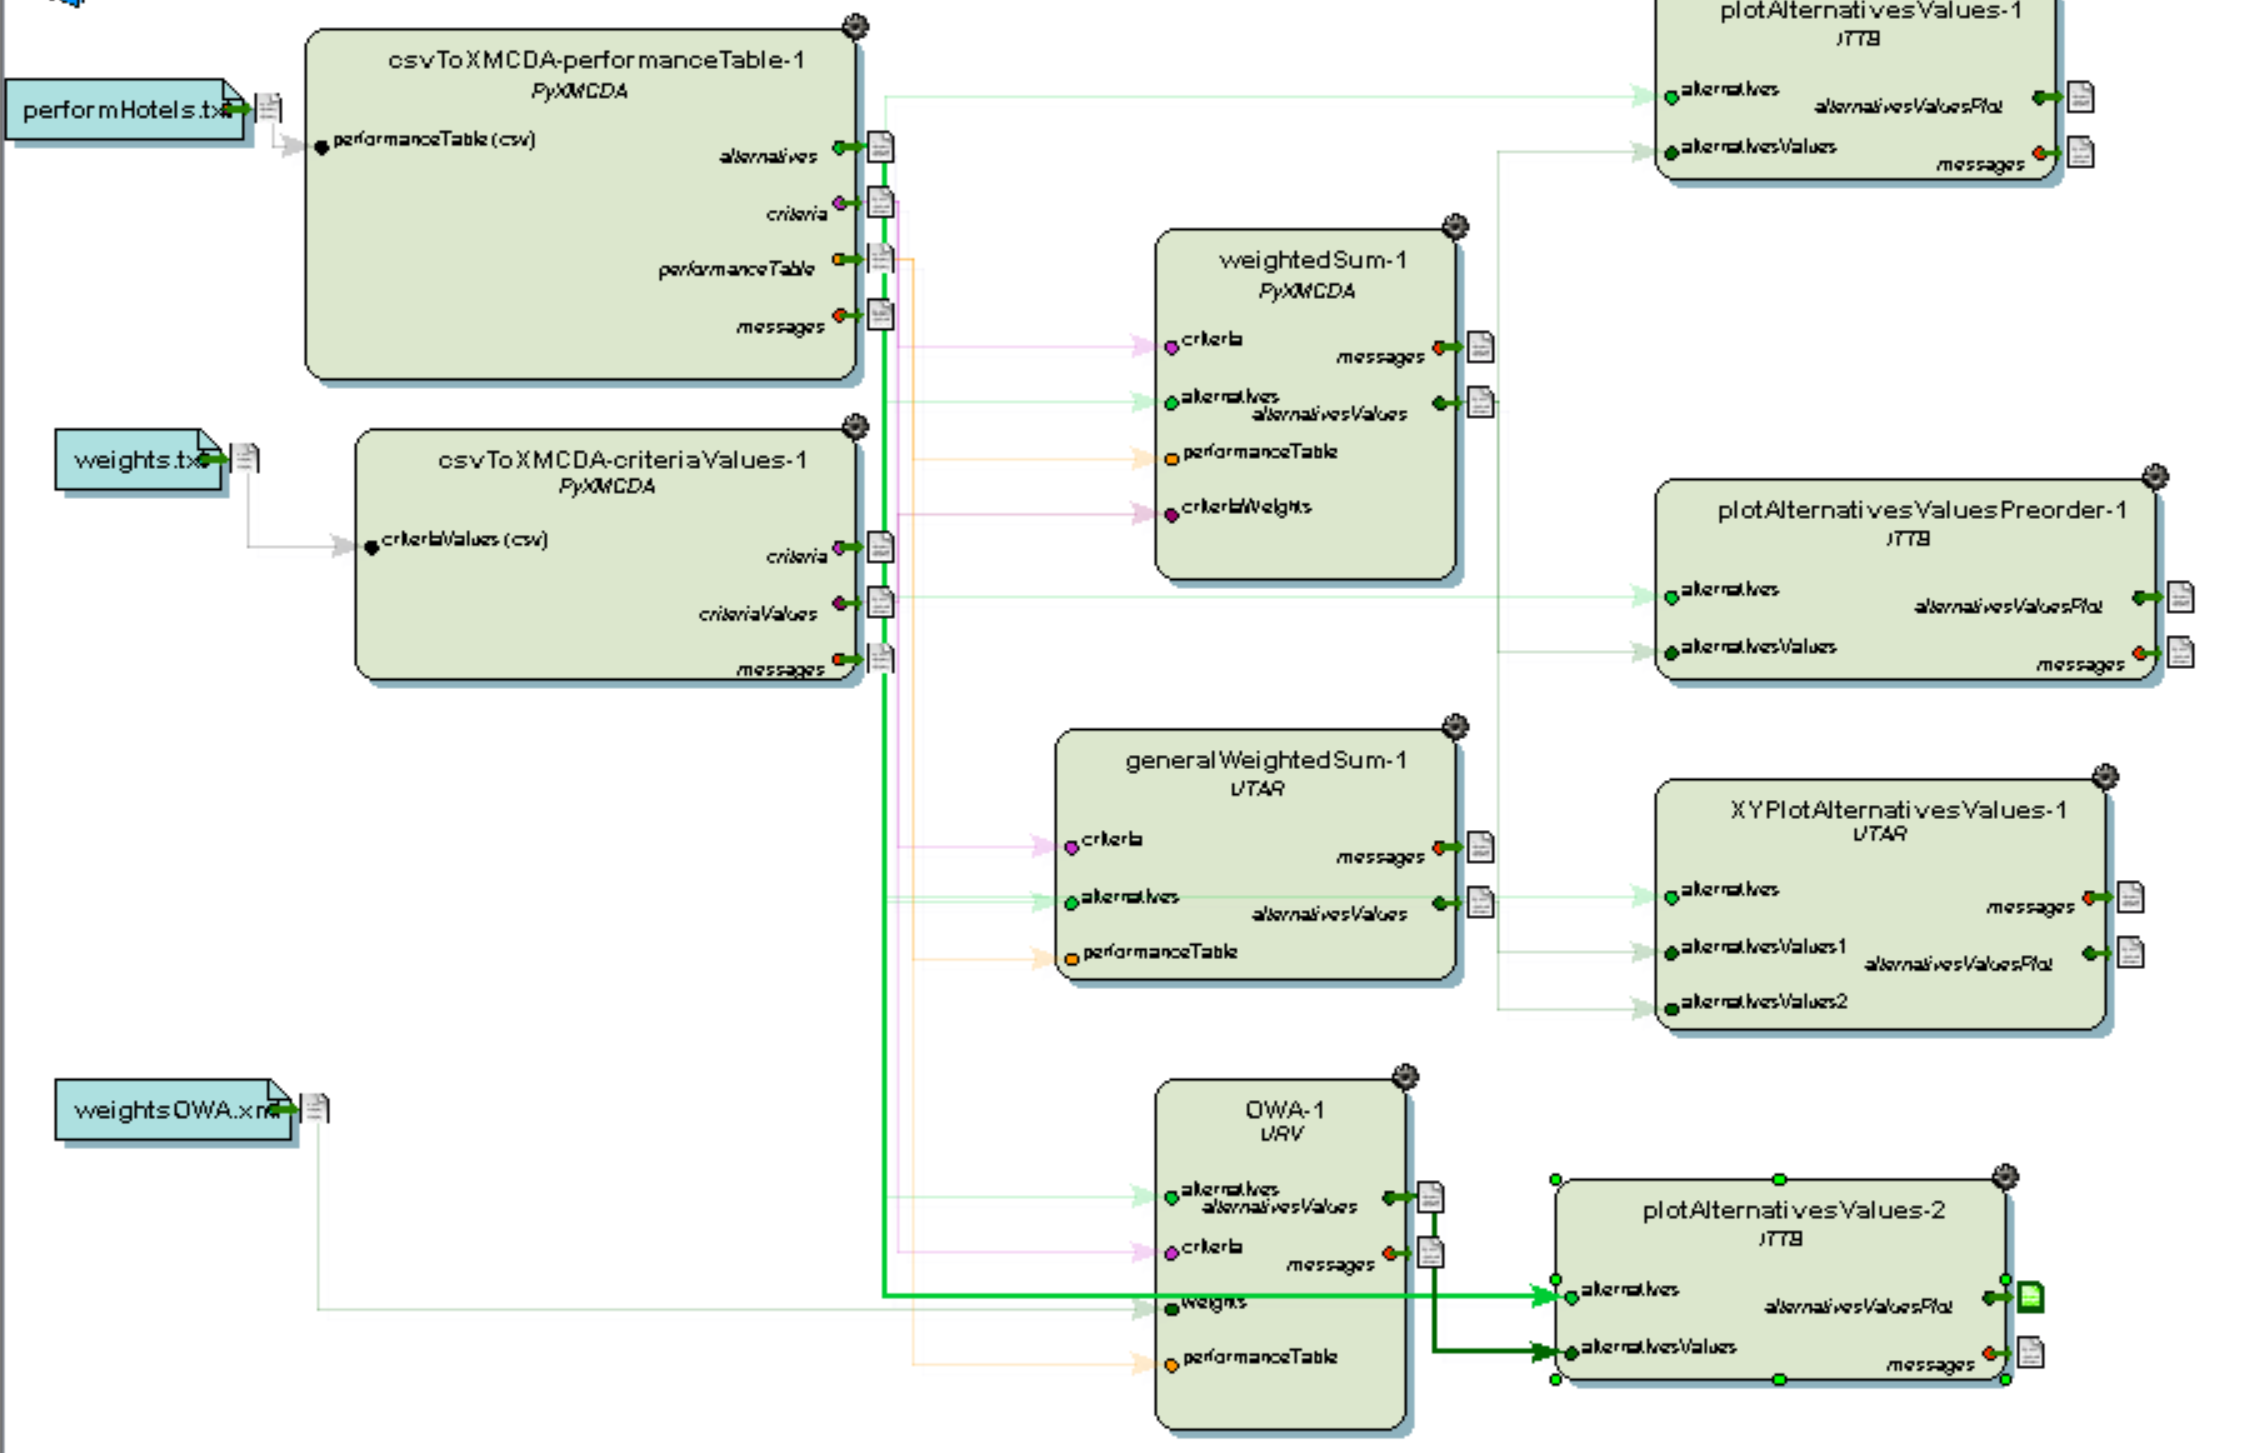 performHotels.tx
csvToXMCDA-performanceTable-1
PyXMCDA
performanceTable (csv)
alternatives
criteria
performanceTable
messages
plotAlternativesValues-1
ITTB
alternatives
alternativesValuesPlot
alternativesValues
messages
weights.tx
csvToXMCDA-criteriaValues-1
PyXMCDA
criteriaValues (csv)
criteria
criteriaValues
messages
weightedSum-1
PyXMCDA
criteria
messages
alternatives
alternativesValues
performanceTable
criteriaWeights
plotAlternativesValuesPreorder-1
ITTB
alternatives
alternativesValuesPlot
alternativesValues
messages
generalWeightedSum-1
UTAR
criteria
messages
alternatives
alternativesValues
performanceTable
XYPlotAlternativesValues-1
UTAR
alternatives
messages
alternativesValues1
alternativesValuesPlot
alternativesValues2
weightsOWA.xm
OWA-1
URV
alternatives
alternativesValues
criteria
messages
weights
performanceTable
plotAlternativesValues-2
ITTB
alternatives
alternativesValuesPlot
alternativesValues
messages